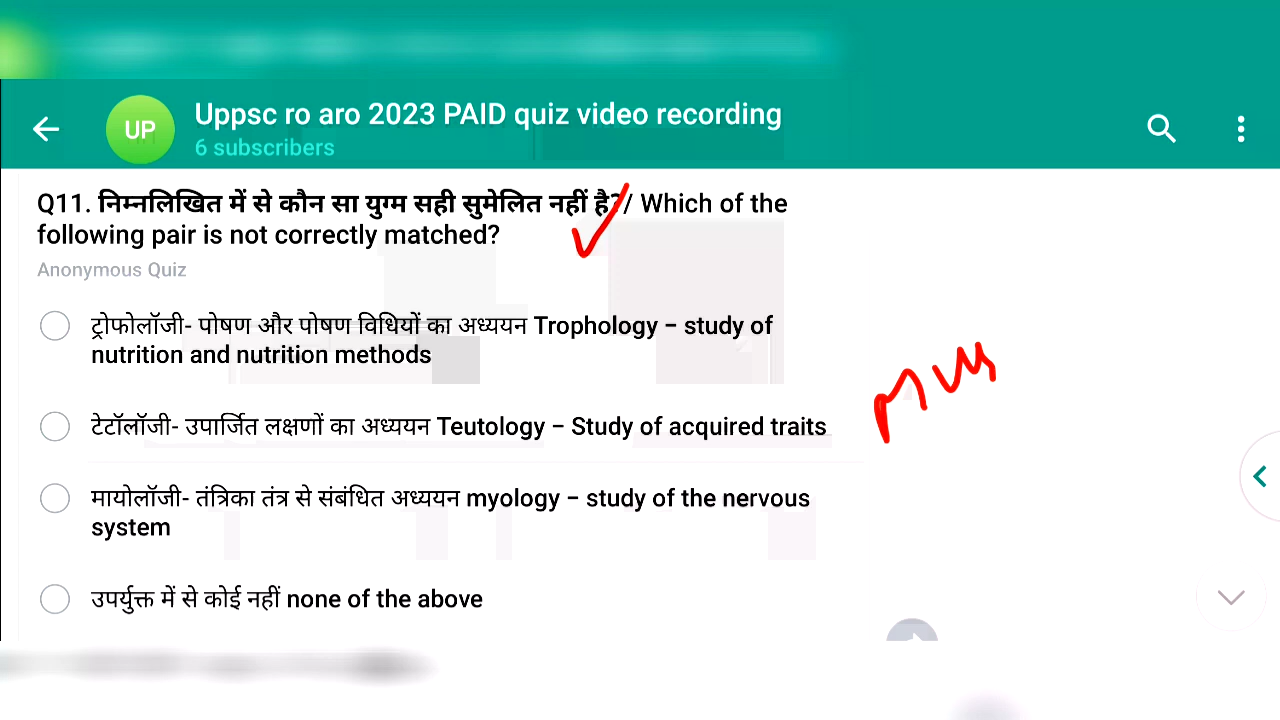 UP
Uppsc ro aro 2023 PAID quiz video recording
6 subscribers
Q11. निम्नलिखित में से कौन सा युग्म सही सुमेलित नहीं है?/ Which of the
following pair is not correctly matched?
Anonymous Quiz
ट्रोफोलॉजी- पोषण और पोषण विधियों का अध्ययन Trophology – study of
nutrition and nutrition methods
टेटॉलॉजी- उपार्जित लक्षणों का अध्ययन Teutology – Study of acquired traits
मायोलॉजी- तंत्रिका तंत्र से संबंधित अध्ययन myology – study of the nervous
system
उपर्युक्त में से कोई नहीं none of the above